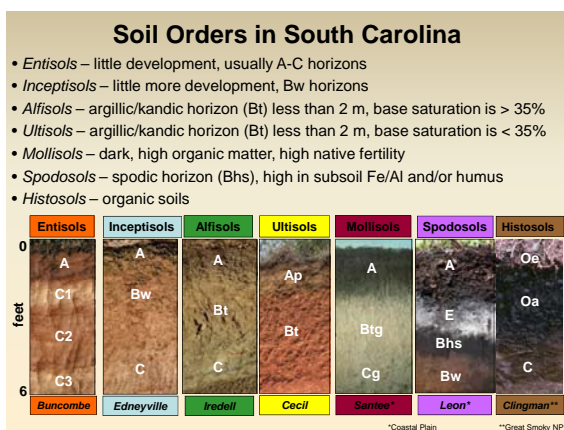 Soil Orders in South Carolina
• Entisols – little development, usually A-C horizons
• Inceptisols – little more development, Bw horizons
• Alfisols – argillic/kandic horizon (Bt) less than 2 m, base saturation is > 35%
• Ultisols – argillic/kandic horizon (Bt) less than 2 m, base saturation is < 35%
• Mollisols – dark, high organic matter, high native fertility
• Spodosols – spodic horizon (Bhs), high in subsoil Fe/Al and/or humus
• Histosols – organic soils
Entisols Inceptisols Alfisols Ultisols Mollisols Spodosols Histosols
0
feet
6
A
C1
C2
C3
A
Bw
C
A
Bt
C
Ap
Bt
A
Btg
Cg
A
E
Bhs
Bw
Oe
Oa
C
Buncombe Edneyville Iredell Cecil Santee* Leon* Clingman**
*Coastal Plain **Great Smoky NP